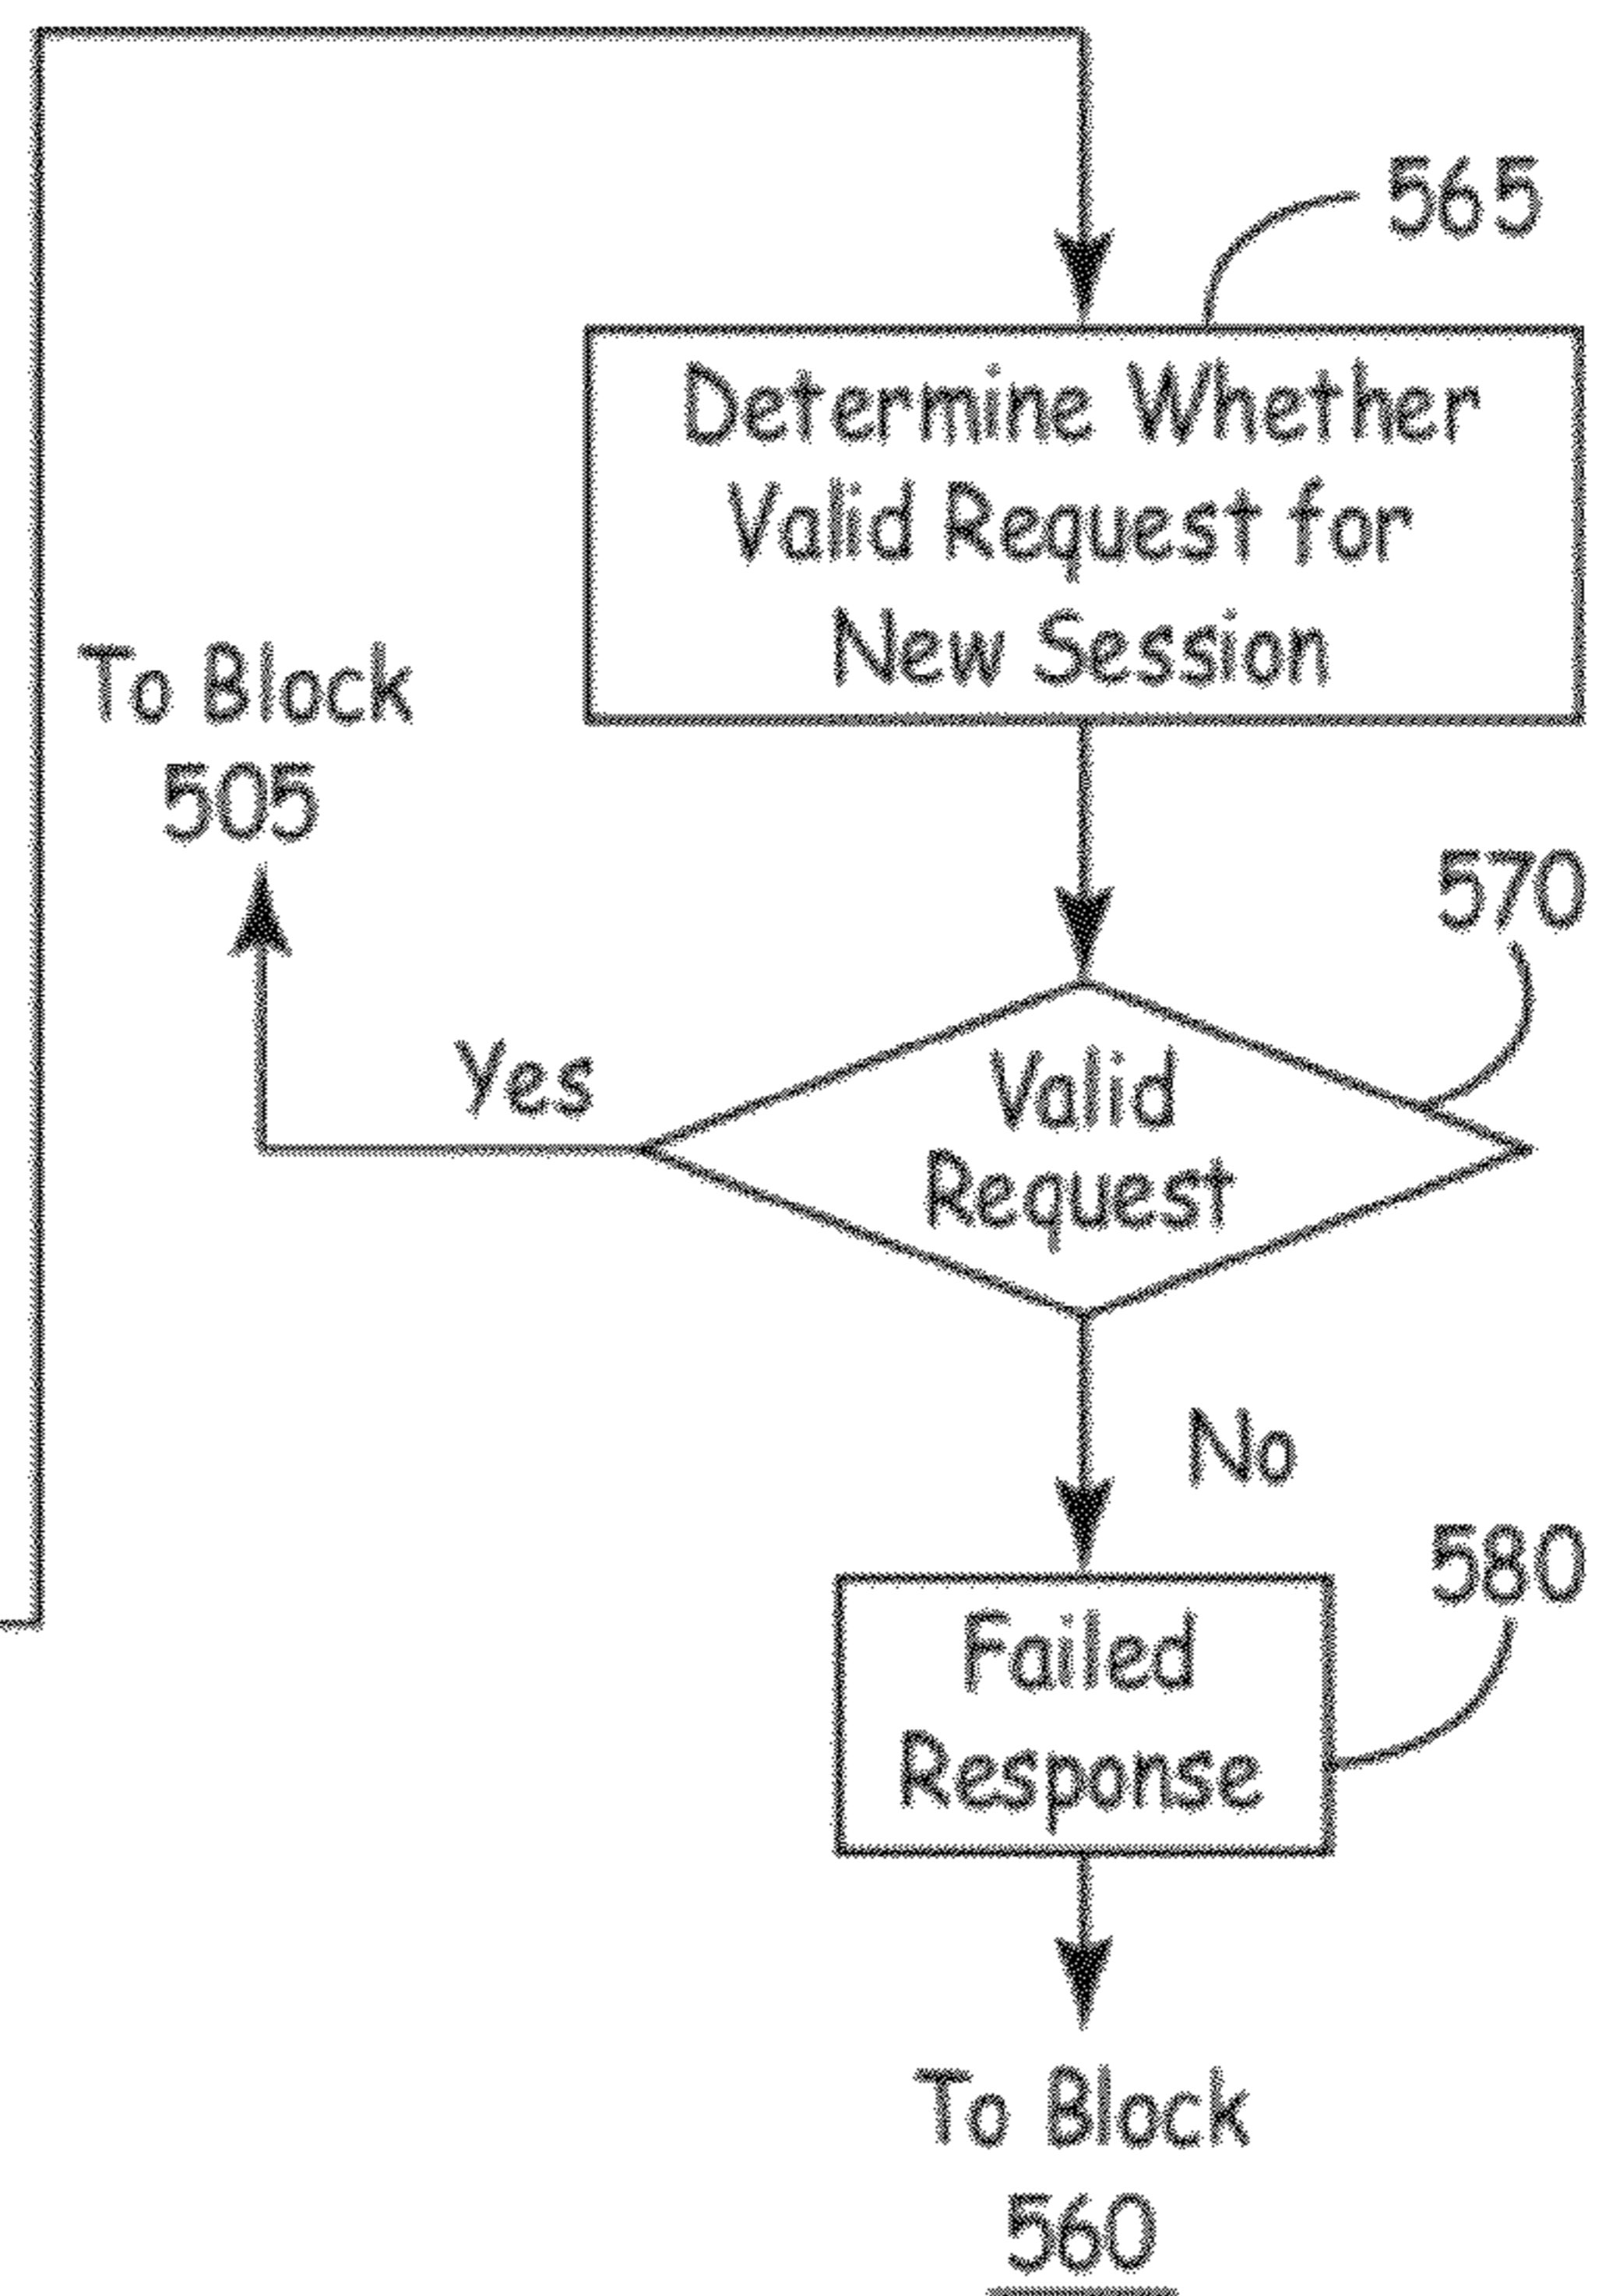 565
Determine Whether
Valid Request for
New Session
To Block
505
570
Yes
Valid
Request
No
580
Failed
Response
To Block
560